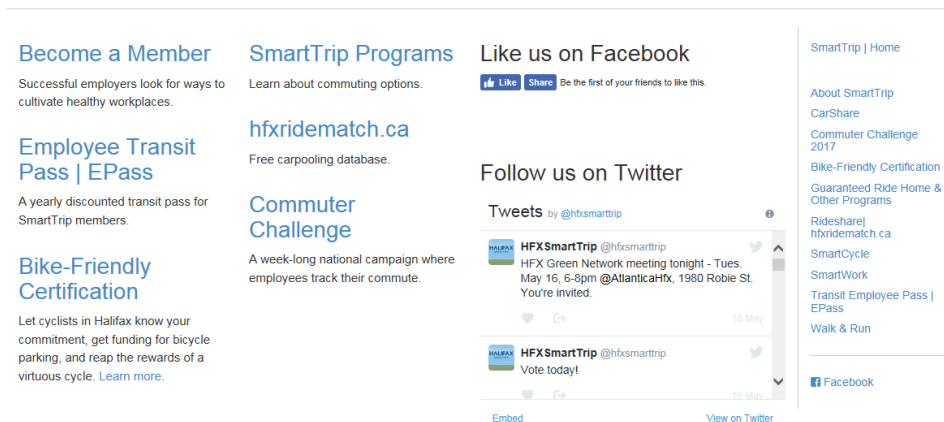 Become a Member
Successful employers look for ways to
cultivate healthy workplaces.
Employee Transit
Pass | EPass
A yearly discounted transit pass for
SmartTrip members.
Bike-Friendly
Certification
Let cyclists in Halifax know your
commitment, get funding for bicycle
parking, and reap the rewards of a
virtuous cycle. Learn more.
SmartTrip Programs
Learn about commuting options.
hfxridematch.ca
Free carpooling database.
Commuter
Challenge
A week-long national campaign where
employees track their commute.
Like us on Facebook
Like Share Be the first of your friends to like this.
Follow us on Twitter
Tweets by @hfxsmarttrip
HALIFAX
HFXSmartTrip @hfxsmarttrip
HFX Green Network meeting tonight - Tues.
May 16, 6-8pm @AtlanticaHfx, 1980 Robie St.
You're invited.
16 May
HALIFAX
HFXSmartTrip @hfxsmarttrip
Vote today!
16 May
Embed View on Twitter
SmartTrip | Home
About SmartTrip
CarShare
Commuter Challenge
2017
Bike-Friendly Certification
Guaranteed Ride Home &
Other Programs
Rideshare|
hfxridematch.ca
SmartCycle
SmartWork
Transit Employee Pass |
EPass
Walk & Run
Facebook